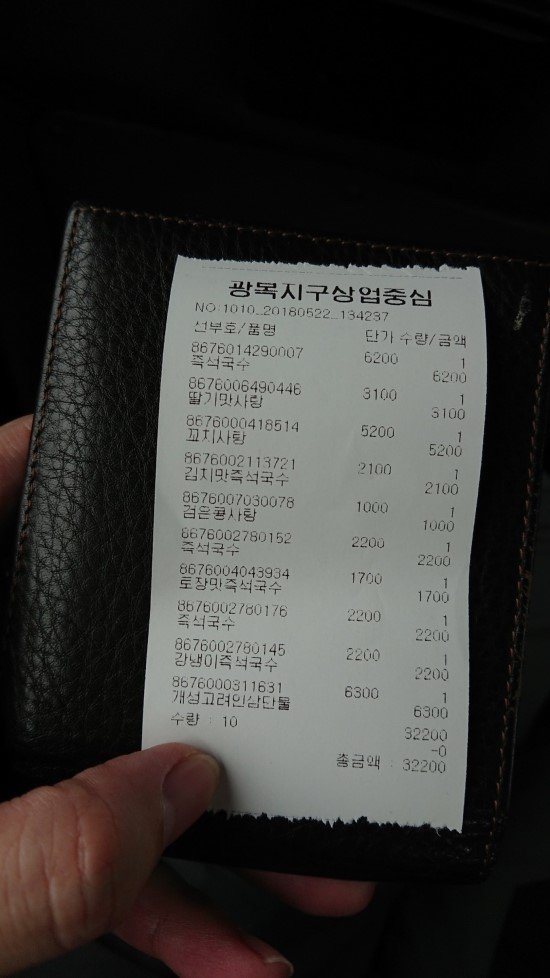 광복지구상업중심
NO:1010_20180522_134237
선부호/품명 단가 수량/금액
8676014290007 6200 1
즉석국수 6200
8676006490446 3100 1
딸기맛사탕 3100
8676000418514 5200 1
꼬치사탕 5200
8676002113721 2100 1
김치맛즉석국수 2100
8676007030078 1000 1
검은콩사탕 1000
8676002780152 2200 1
즉석국수 2200
8676004043934 1700 1
토장맛즉석국수 1700
8676002780176 2200 1
즉석국수 2200
8676002780145 2200 1
강냉이즉석국수 2200
8676000311631 6300 1
개성고려인삼단물 6300
수량 : 10 32200
-0
총금액 : 32200